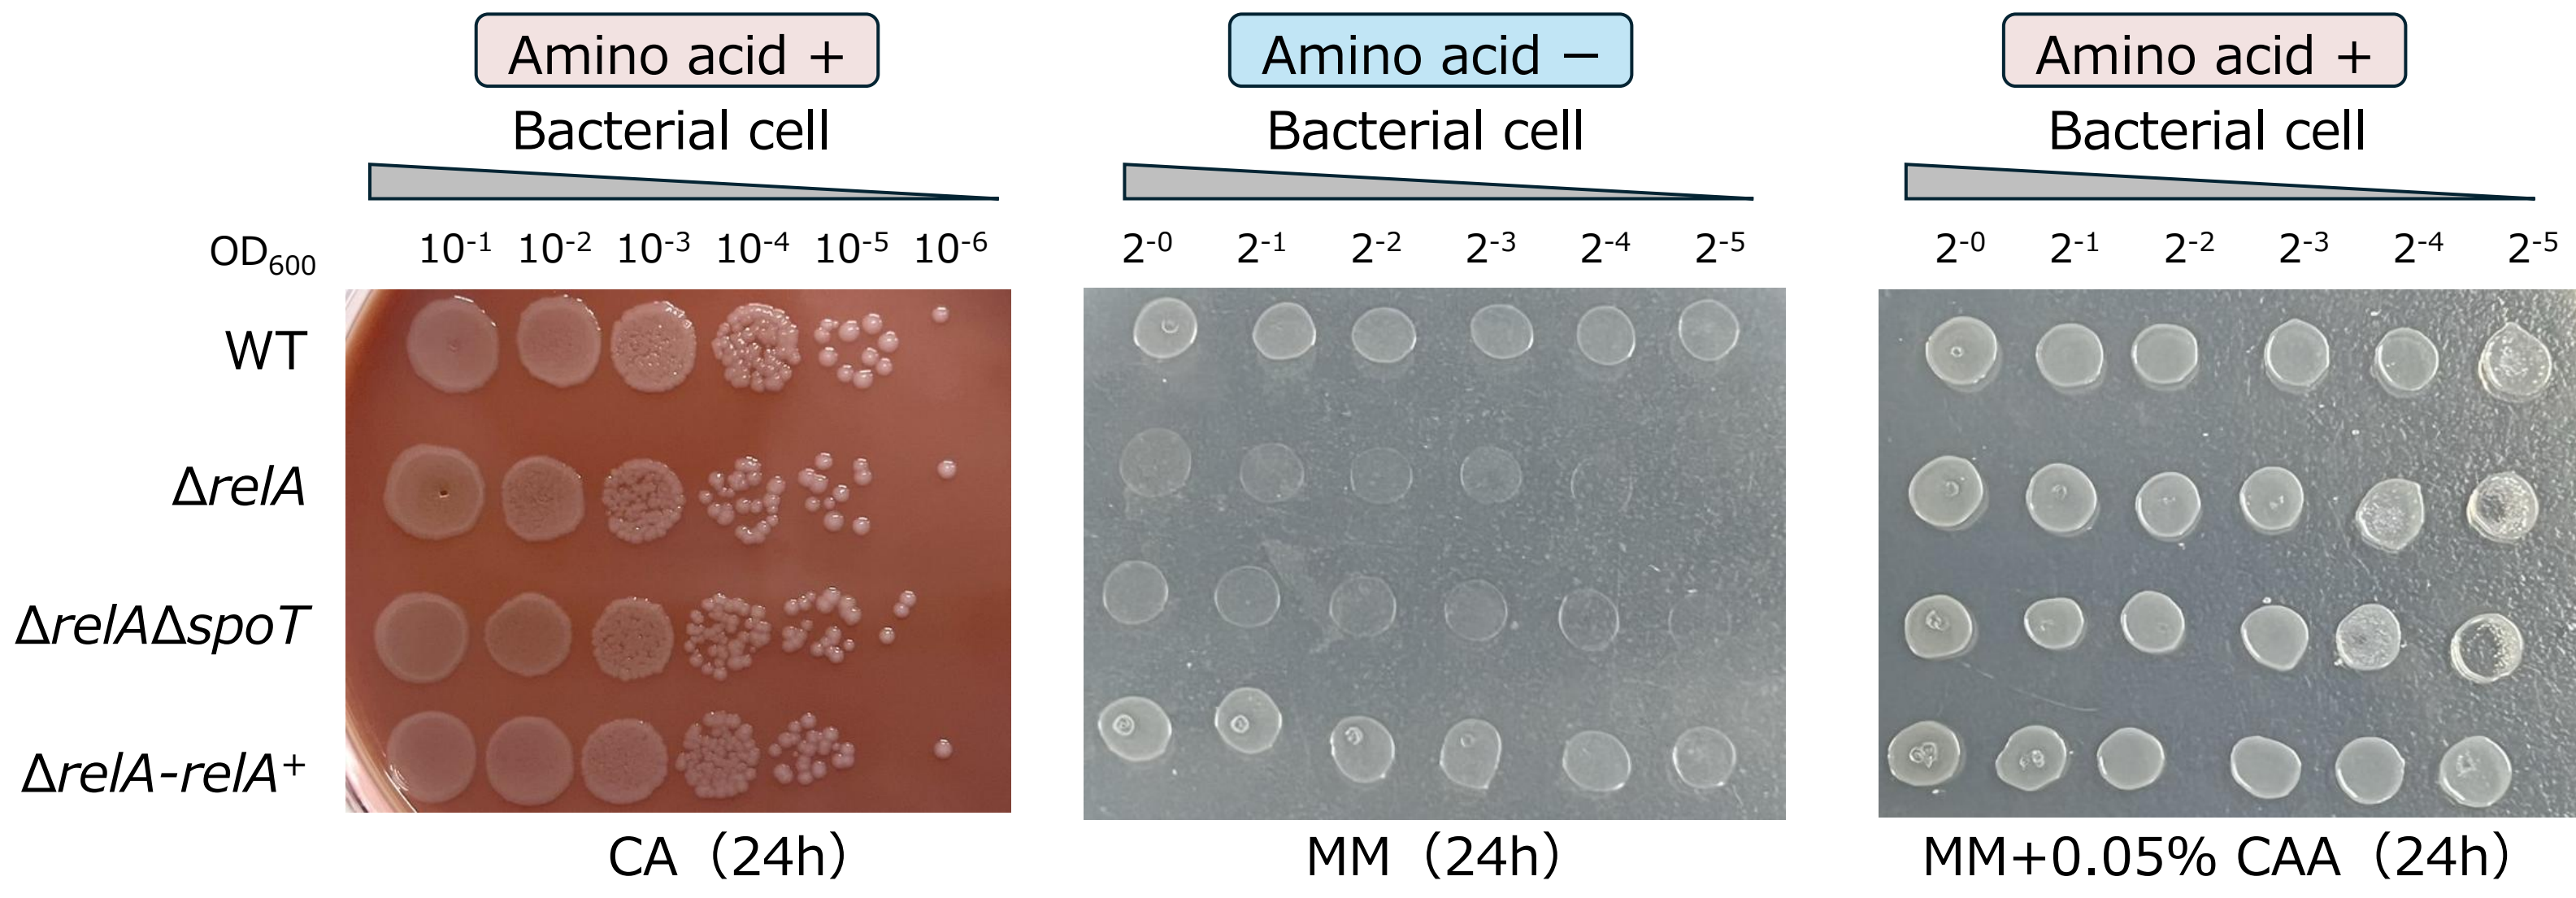 Amino acid + Amino acid − Amino acid +
Bacterial cell Bacterial cell Bacterial cell
OD600 10-1 10-2 10-3 10-4 10-5 10-6 2-0 2-1 2-2 2-3 2-4 2-5 2-0 2-1 2-2 2-3 2-4 2-5
WT
ΔrelA
ΔrelAΔspoT
ΔrelA-relA+
CA（24h） MM（24h） MM+0.05% CAA（24h）